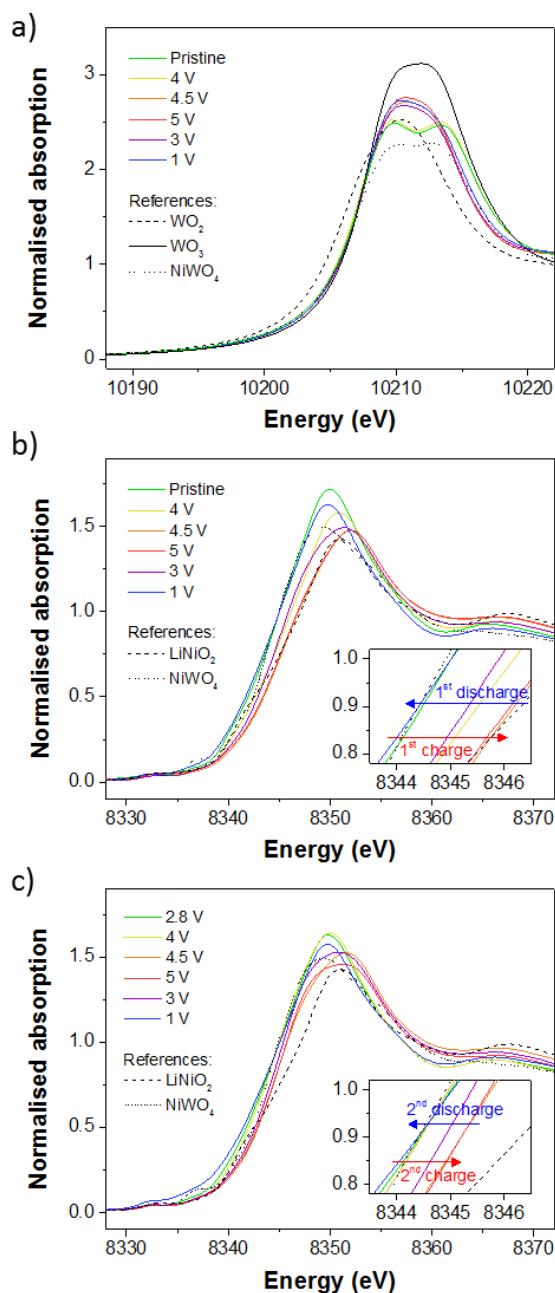 a)
Normalised absorption
3
2
1
0
Pristine
4 V
4.5 V
5 V
3 V
1 V
References:
WO₂
WO₃
NiWO₄
10190 10200 10210 10220
Energy (eV)
b)
Normalised absorption
1.5
1.0
0.5
0.0
Pristine
4 V
4.5 V
5 V
3 V
1 V
References:
LiNiO₂
NiWO₄
1.0
0.9
0.8
1ˢᵗ discharge
1ˢᵗ charge
8344 8345 8346
8330 8340 8350 8360 8370
Energy (eV)
c)
Normalised absorption
1.5
1.0
0.5
0.0
2.8 V
4 V
4.5 V
5 V
3 V
1 V
References:
LiNiO₂
NiWO₄
1.0
0.9
0.8
2ⁿᵈ discharge
2ⁿᵈ charge
8344 8345 8346
8330 8340 8350 8360 8370
Energy (eV)